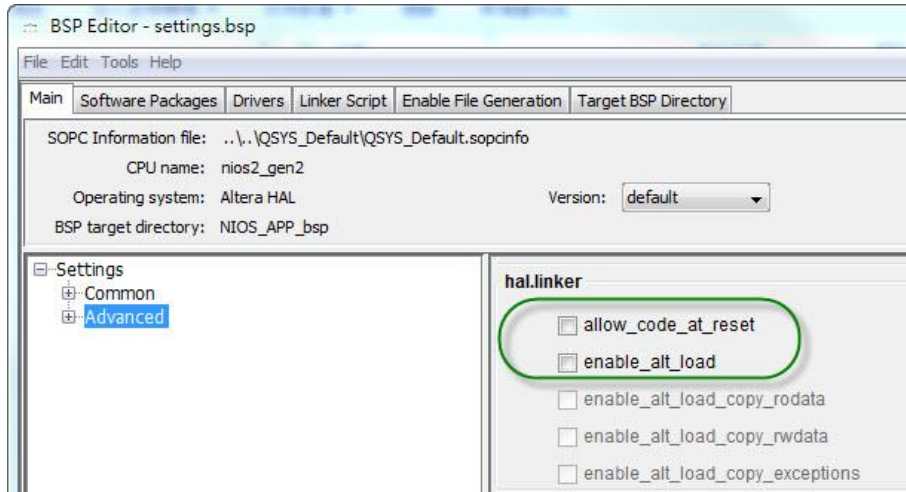 BSP Editor - settings.bsp
File Edit Tools Help
Main Software Packages Drivers Linker Script Enable File Generation Target BSP Directory
SOPC Information file: ..\..\QSYS_Default\QSYS_Default.sopcinfo
CPU name: nios2_gen2
Operating system: Altera HAL Version: default
BSP target directory: NIOS_APP_bsp
Settings
Common
Advanced
hal.linker
allow_code_at_reset
enable_alt_load
enable_alt_load_copy_rodata
enable_alt_load_copy_rwdata
enable_alt_load_copy_exceptions